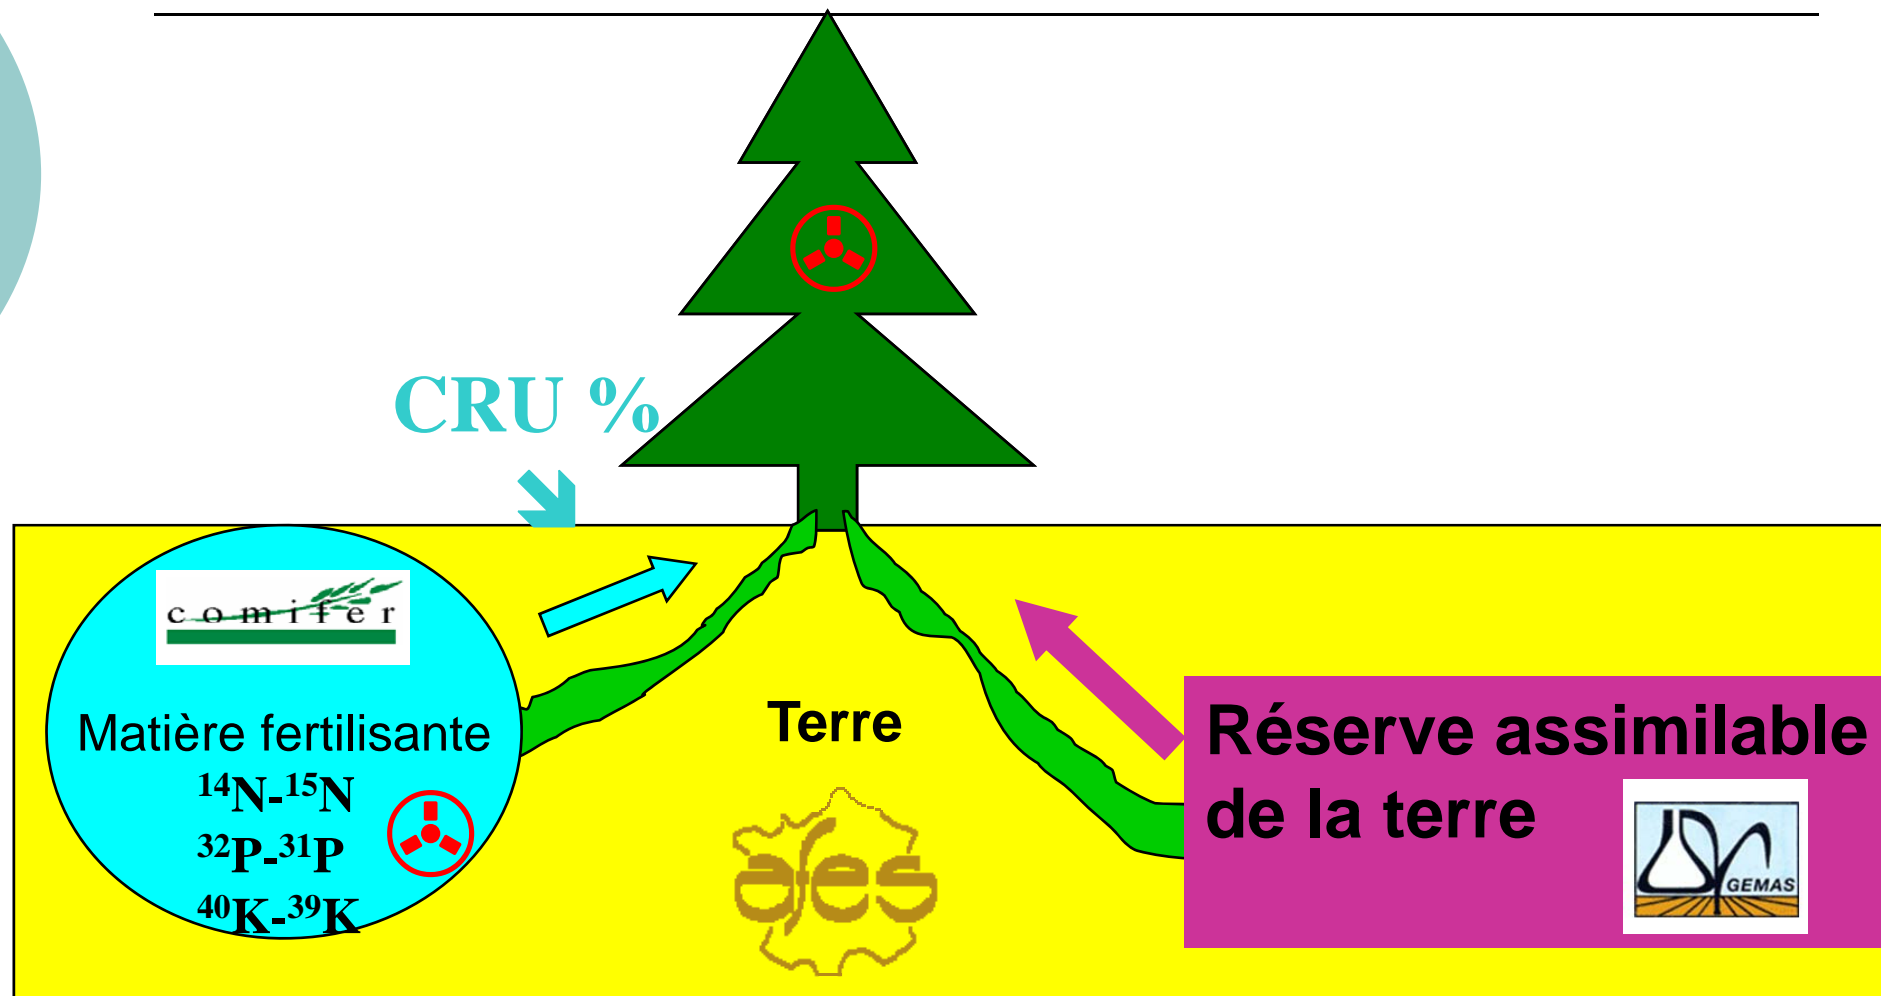 CRU %
comifer
Matière fertilisante
¹⁴N-¹⁵N
³²P-³¹P
⁴⁰K-³⁹K
Terre
afes
Réserve assimilable
de la terre
GEMAS